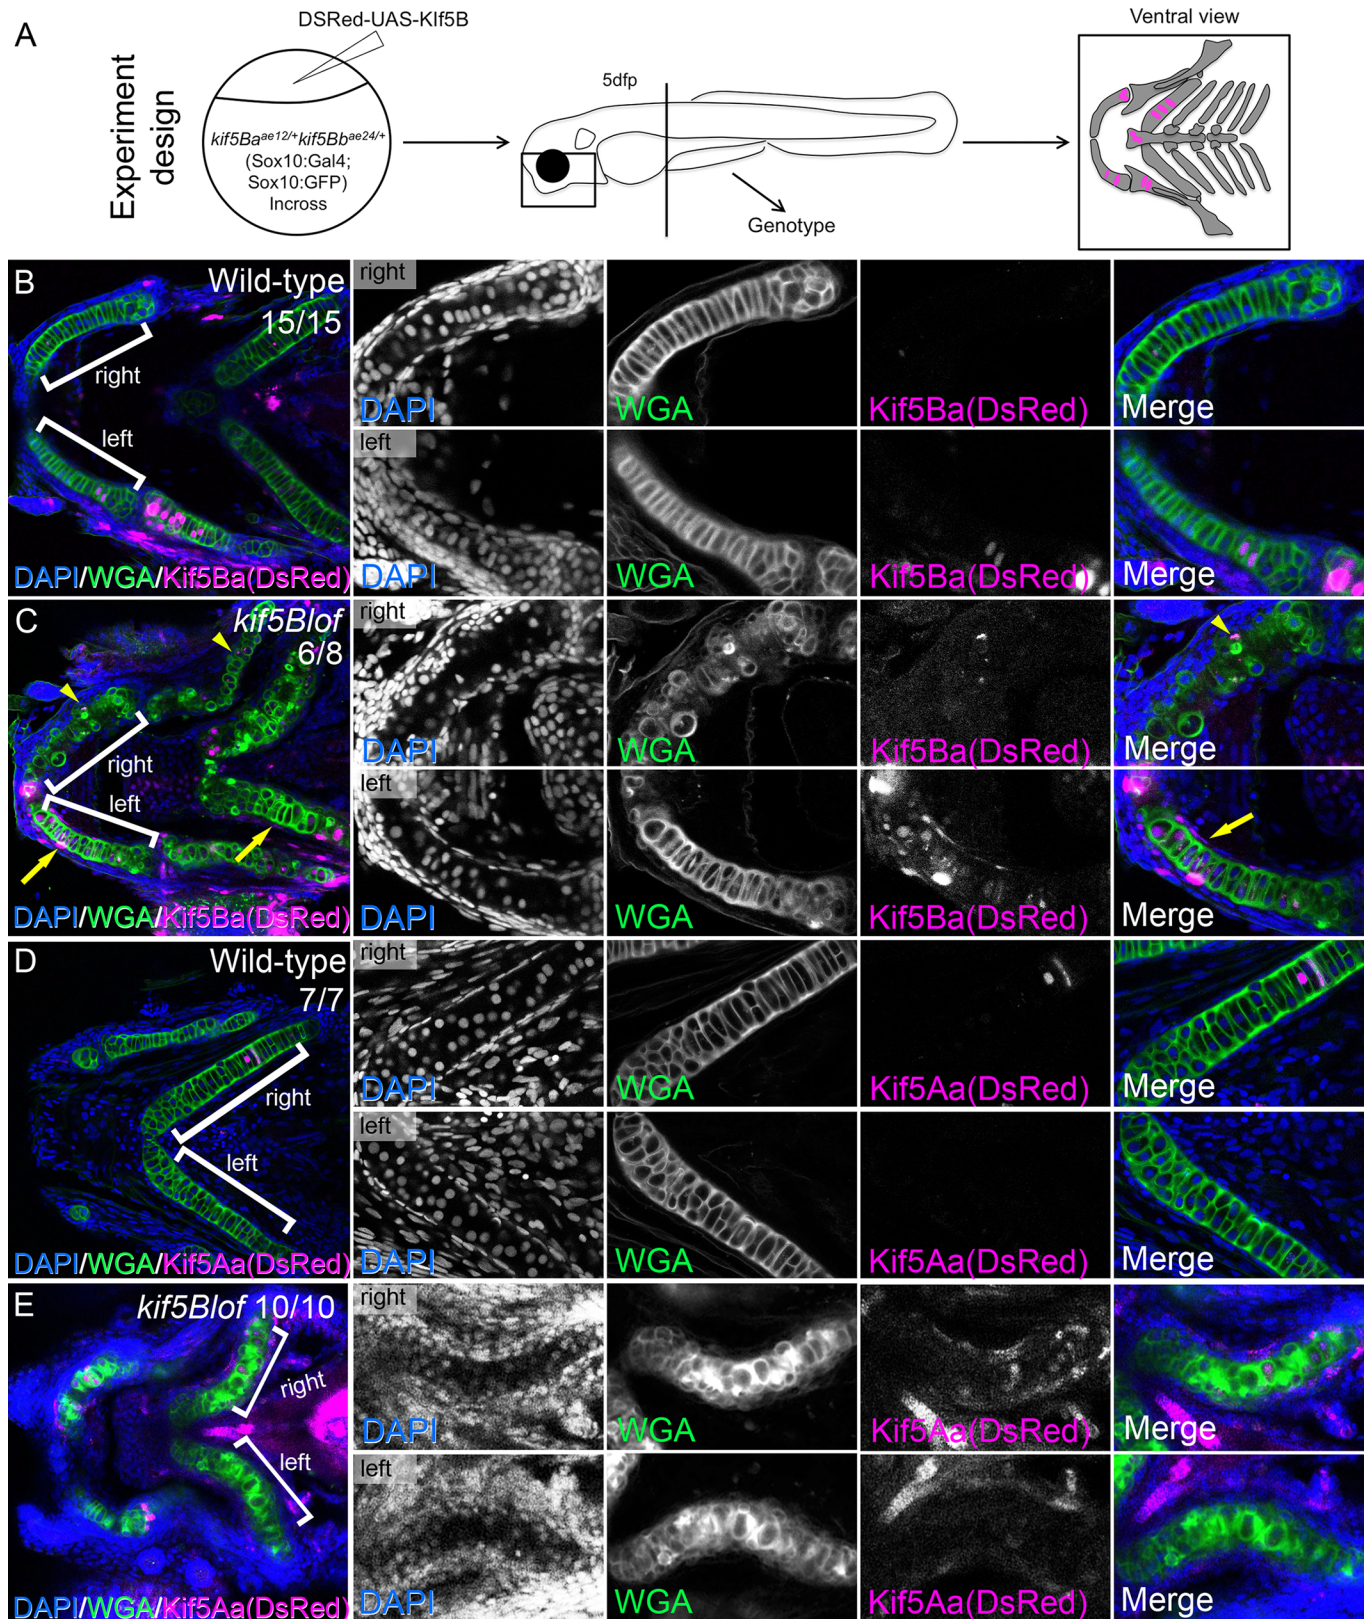 A
Experiment
design
DSRed-UAS-KIf5B
kif5Baae12/+kif5Bbae24/+
(Sox10:Gal4;
Sox10:GFP)
Incross
5dfp
Genotype
Ventral view
B
Wild-type
15/15
right
left
DAPI/WGA/Kif5Ba(DsRed)
right
DAPI
WGA
Kif5Ba(DsRed)
Merge
left
DAPI
WGA
Kif5Ba(DsRed)
Merge
C
kif5Blof
6/8
right
left
DAPI/WGA/Kif5Ba(DsRed)
right
DAPI
WGA
Kif5Ba(DsRed)
Merge
left
DAPI
WGA
Kif5Ba(DsRed)
Merge
D
Wild-type
7/7
right
left
DAPI/WGA/Kif5Aa(DsRed)
right
DAPI
WGA
Kif5Aa(DsRed)
Merge
left
DAPI
WGA
Kif5Aa(DsRed)
Merge
E
kif5Blof 10/10
right
left
DAPI/WGA/Kif5Aa(DsRed)
right
DAPI
WGA
Kif5Aa(DsRed)
Merge
left
DAPI
WGA
Kif5Aa(DsRed)
Merge